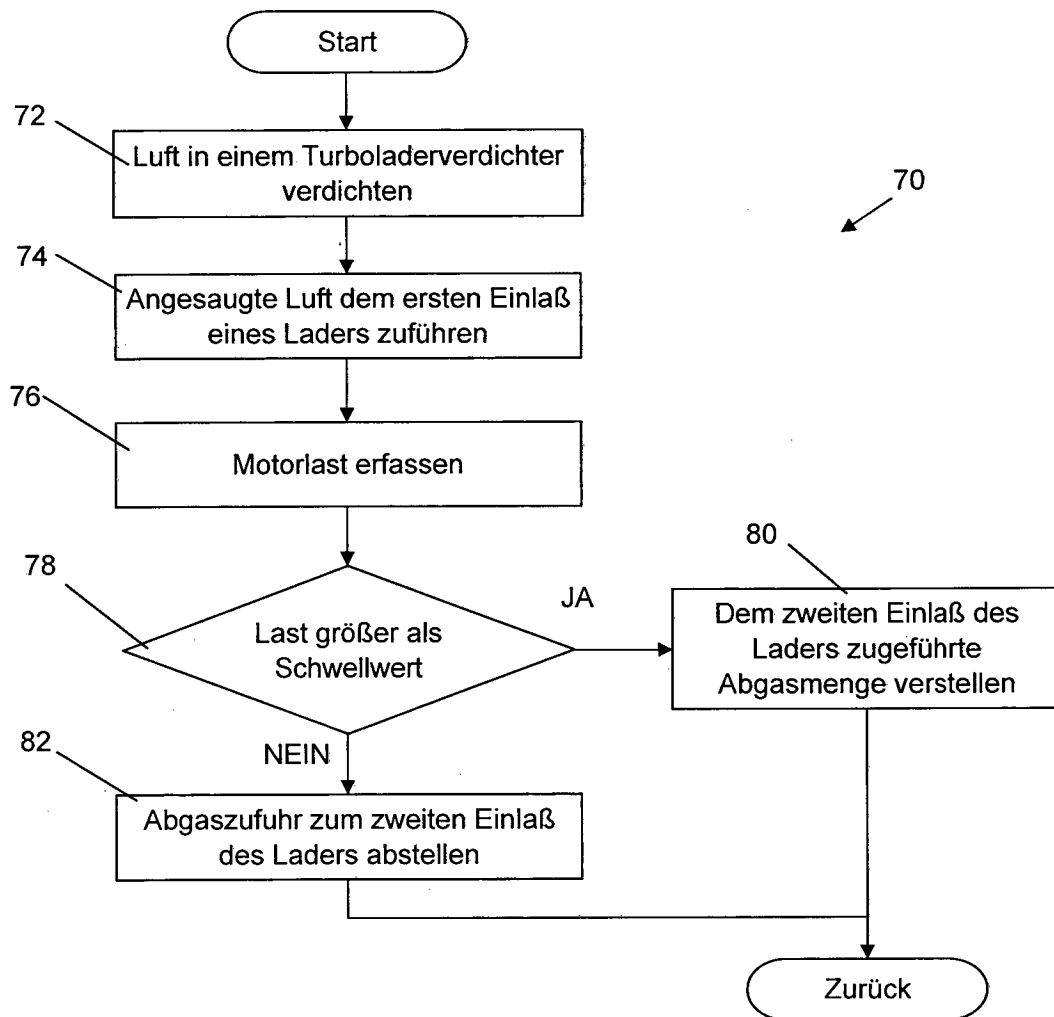 Start
72
Luft in einem Turboladerverdichter
verdichten
70
74
Angesaugte Luft dem ersten Einlaß
eines Laders zuführen
76
Motorlast erfassen
78
Last größer als
Schwellwert
JA
80
Dem zweiten Einlaß des
Laders zugeführte
Abgasmenge verstellen
NEIN
82
Abgaszufuhr zum zweiten Einlaß
des Laders abstellen
Zurück